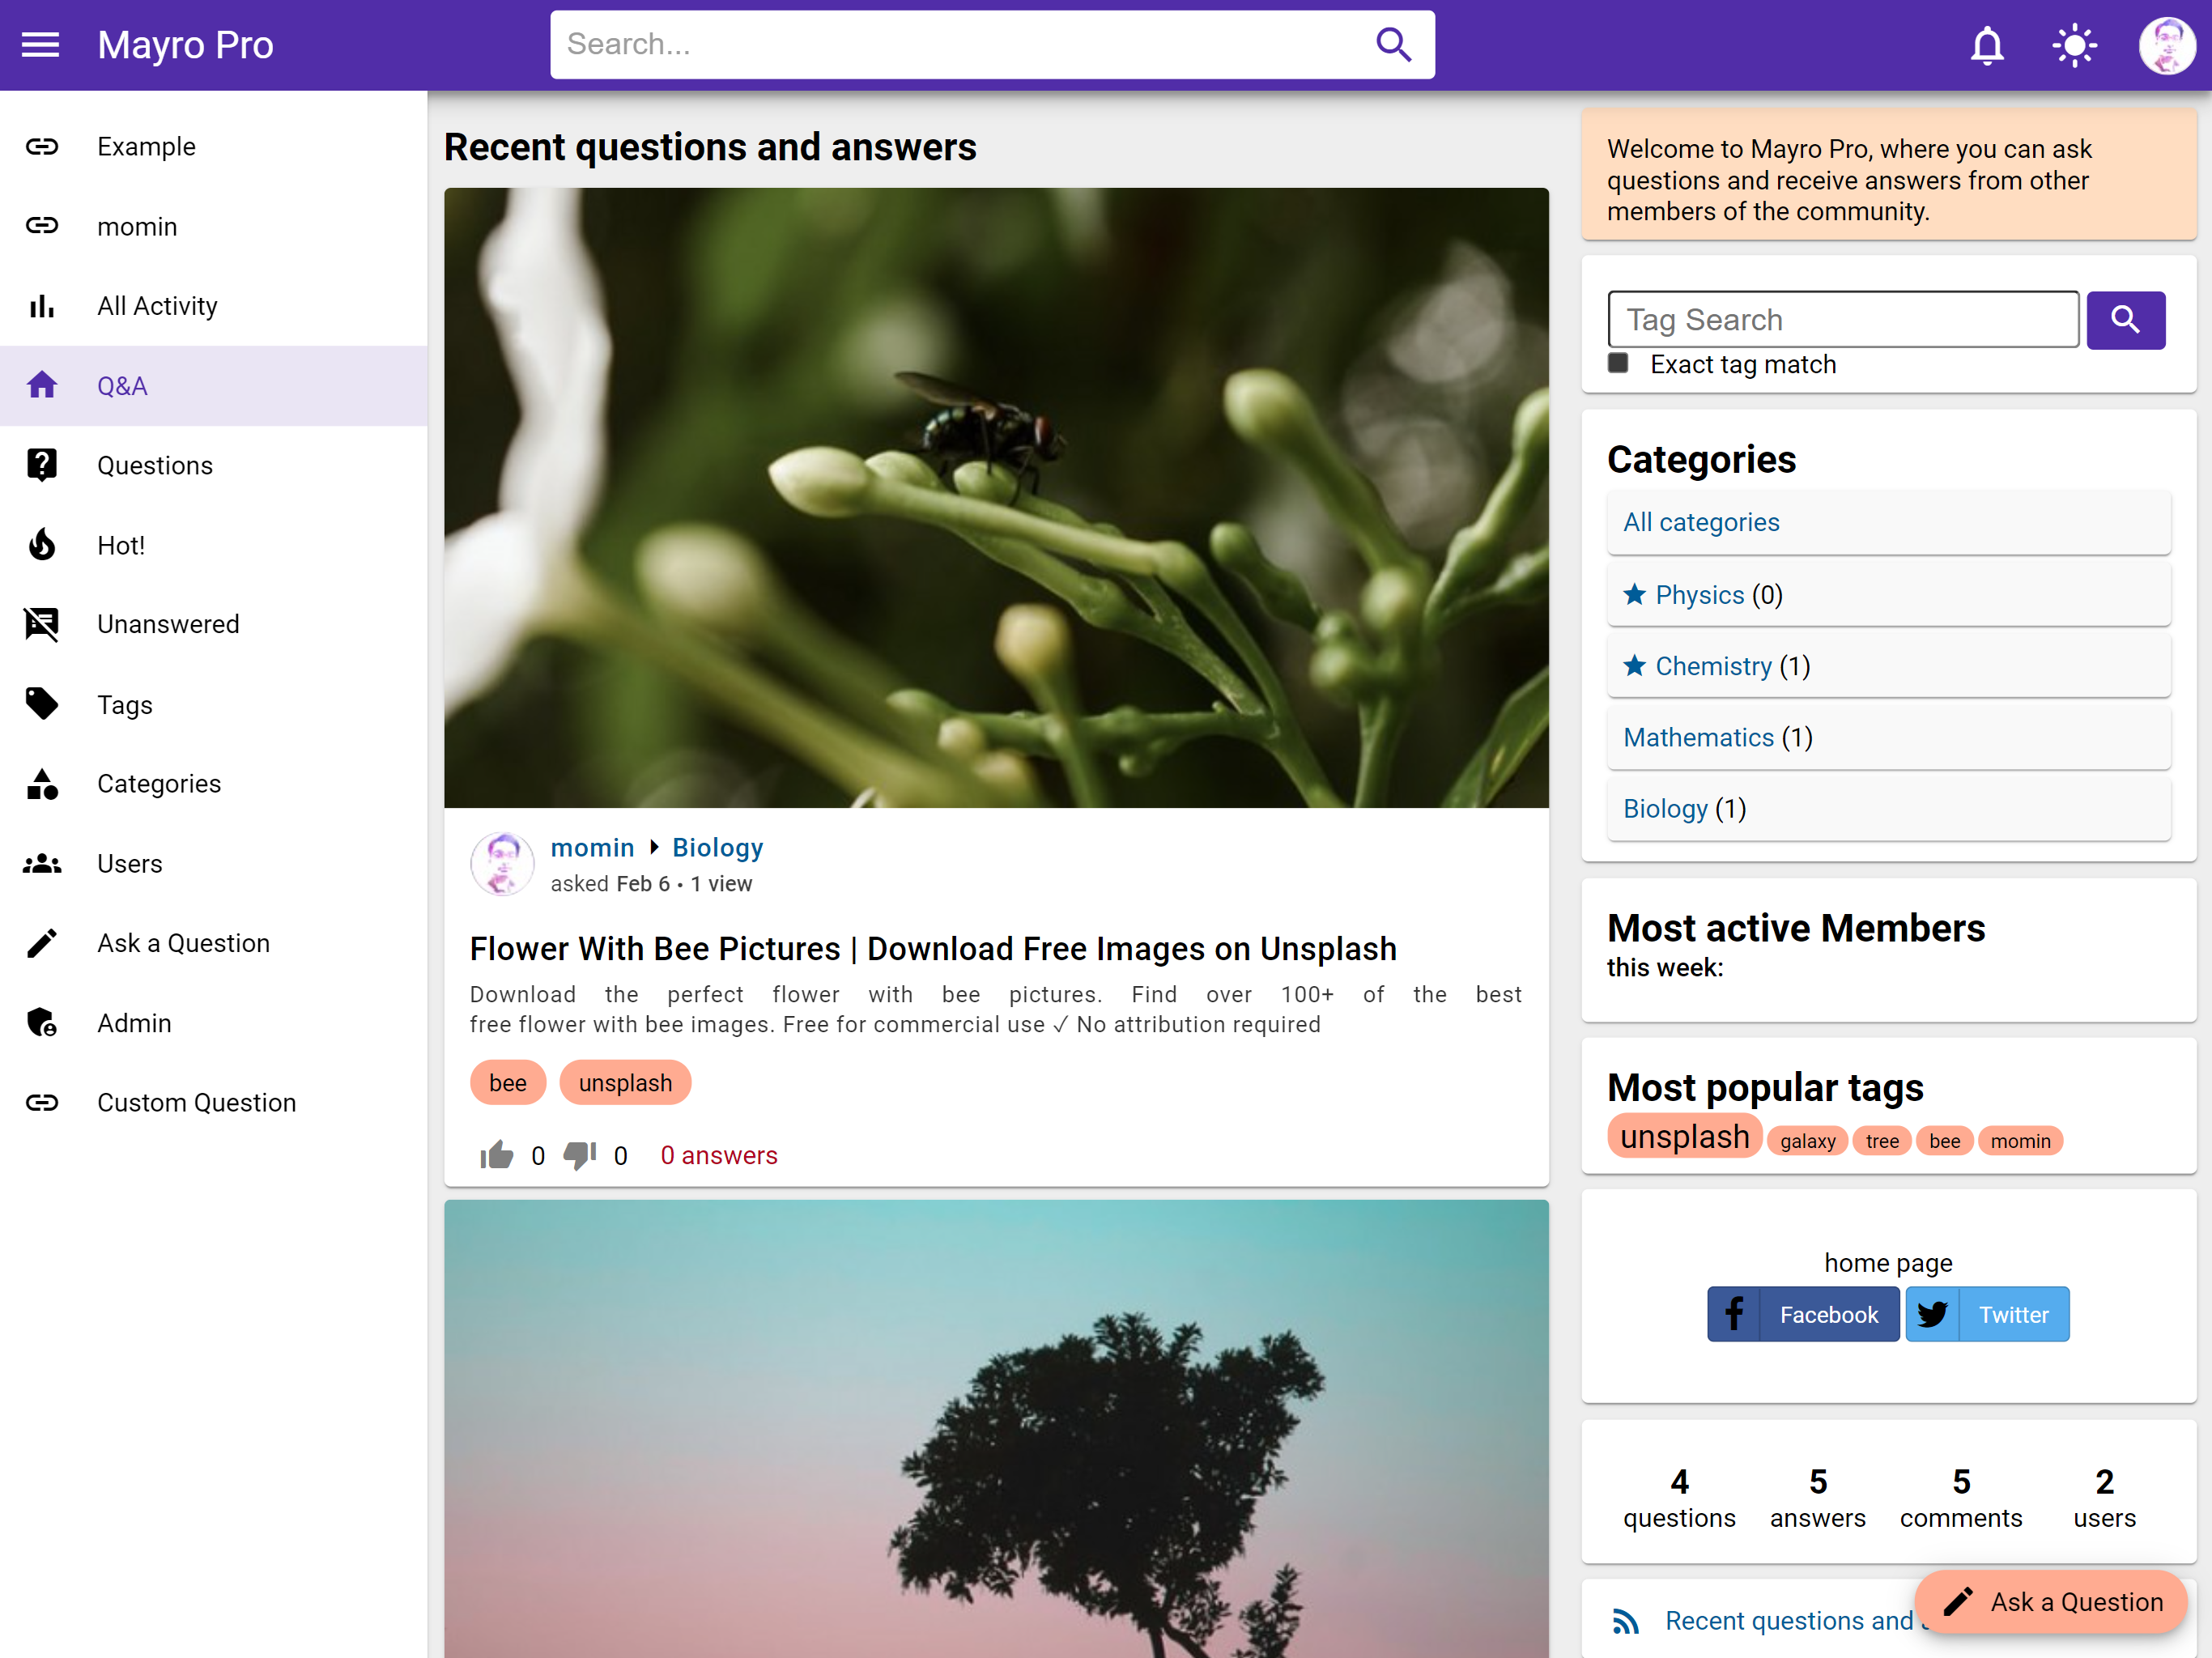 Mayro Pro
Search...
Example
momin
All Activity
Q&A
Questions
Hot!
Unanswered
Tags
Categories
Users
Ask a Question
Admin
Custom Question
Recent questions and answers
momin Biology
asked Feb 6 • 1 view
Flower With Bee Pictures | Download Free Images on Unsplash
Download the perfect flower with bee pictures. Find over 100+ of the best
free flower with bee images. Free for commercial use ✓ No attribution required
bee unsplash
0 0 0 answers
Welcome to Mayro Pro, where you can ask
questions and receive answers from other
members of the community.
Tag Search
Exact tag match
Categories
All categories
Physics (0)
Chemistry (1)
Mathematics (1)
Biology (1)
Most active Members
this week:
Most popular tags
unsplash galaxy tree bee momin
home page
Facebook Twitter
4 5 5 2
questions answers comments users
Recent questions and
Ask a Question